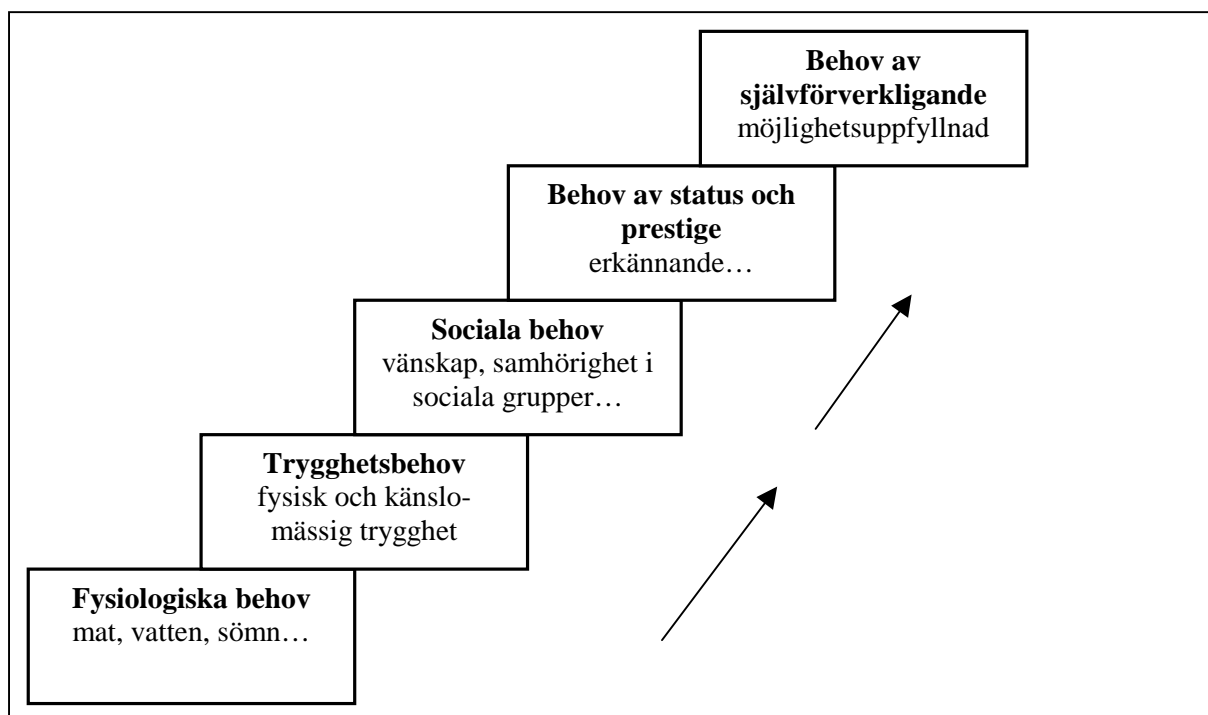 Behov av
självförverkligande
möjlighetsuppfyllnad
Behov av status och
prestige
erkännande…
Sociala behov
vänskap, samhörighet i
sociala grupper…
Trygghetsbehov
fysisk och känslo-
mässig trygghet
Fysiologiska behov
mat, vatten, sömn…